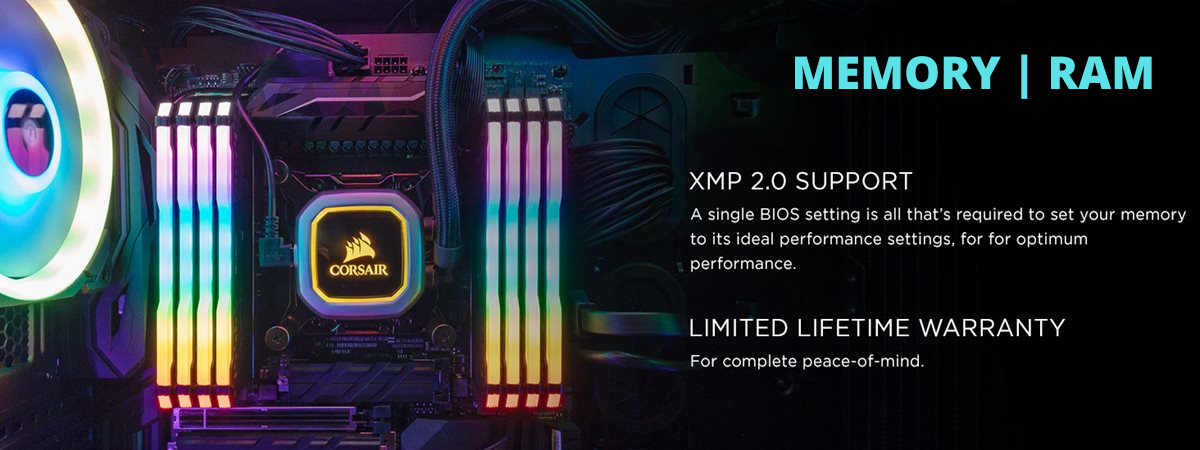 MEMORY | RAM
XMP 2.0 SUPPORT
A single BIOS setting is all that's required to set your memory
to its ideal performance settings, for for optimum
performance.
LIMITED LIFETIME WARRANTY
For complete peace-of-mind.
CORSAIR